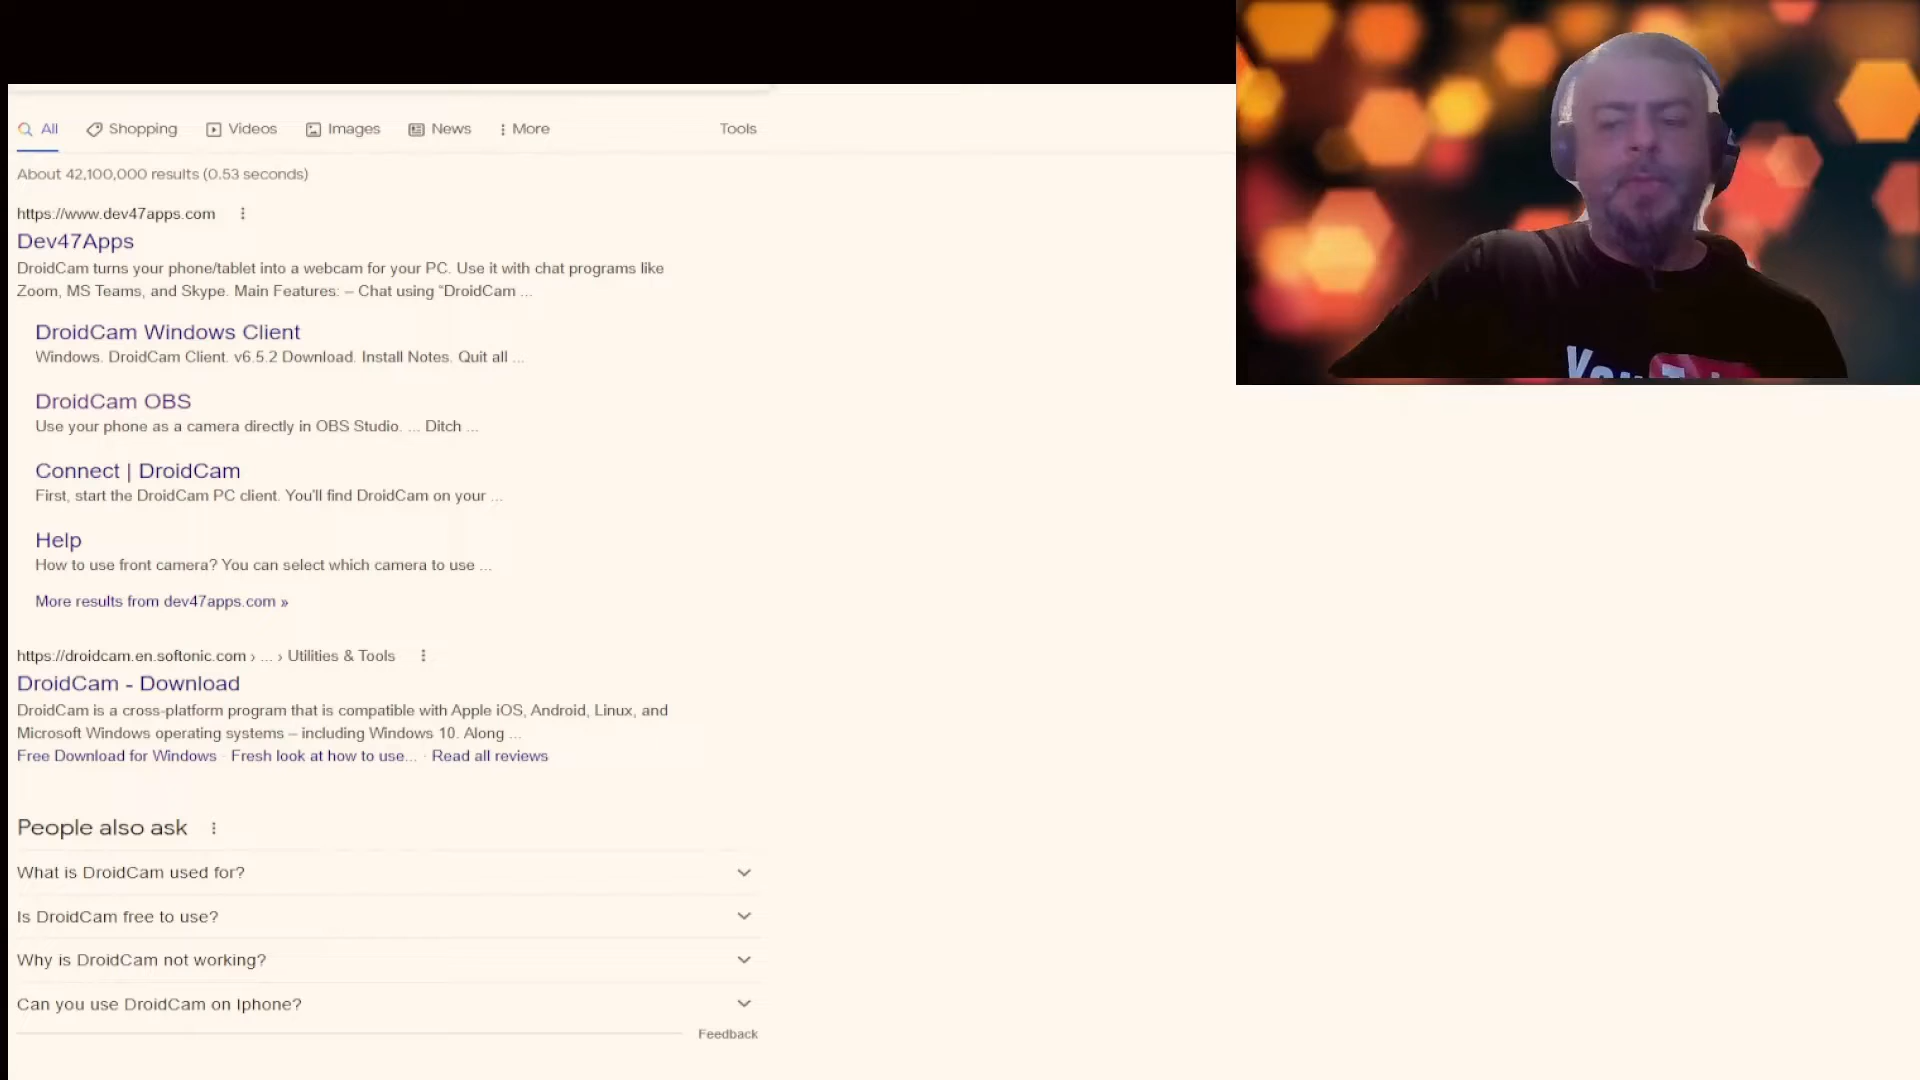 All Shopping Videos Images News More Tools
About 42,100,000 results (0.53 seconds)
https://www.dev47apps.com
Dev47Apps
DroidCam turns your phone/tablet into a webcam for your PC. Use it with chat programs like
Zoom, MS Teams, and Skype. Main Features: – Chat using “DroidCam ...
DroidCam Windows Client
Windows. DroidCam Client. v6.5.2 Download. Install Notes. Quit all ...
DroidCam OBS
Use your phone as a camera directly in OBS Studio. ... Ditch ...
Connect | DroidCam
First, start the DroidCam PC client. You'll find DroidCam on your ...
Help
How to use front camera? You can select which camera to use ...
More results from dev47apps.com »
https://droidcam.en.softonic.com › ... › Utilities & Tools
DroidCam - Download
DroidCam is a cross-platform program that is compatible with Apple iOS, Android, Linux, and
Microsoft Windows operating systems – including Windows 10. Along ...
Free Download for Windows · Fresh look at how to use... · Read all reviews
People also ask
What is DroidCam used for?
Is DroidCam free to use?
Why is DroidCam not working?
Can you use DroidCam on Iphone?
Feedback